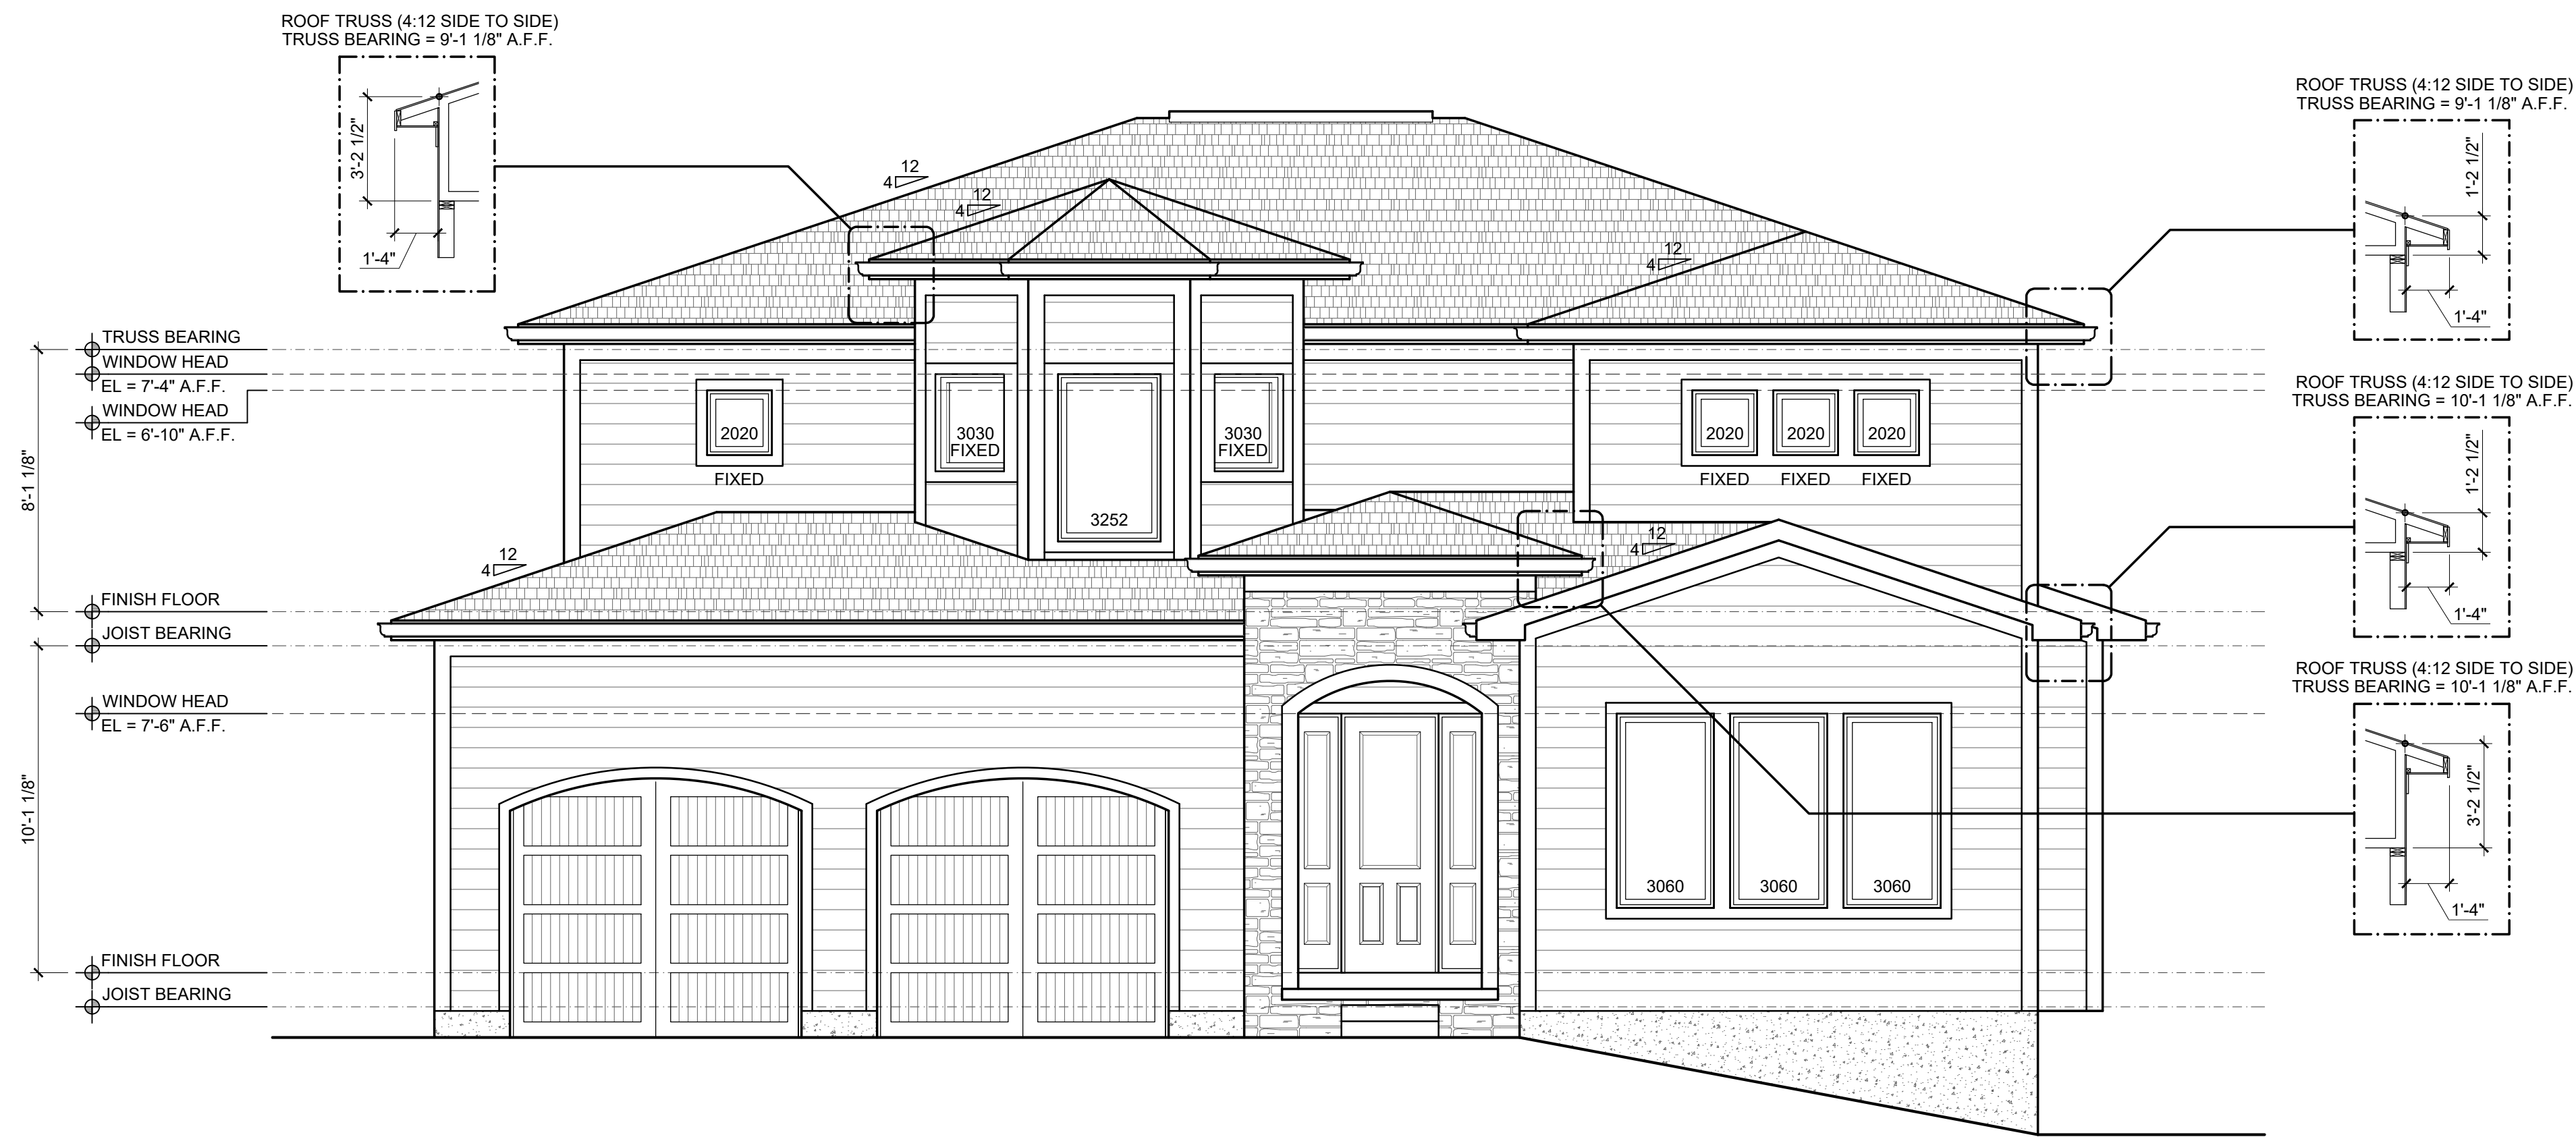 ROOF TRUSS (4:12 SIDE TO SIDE)
TRUSS BEARING = 9'-1 1/8" A.F.F.
3'-2 1/2"
1'-4"
ROOF TRUSS (4:12 SIDE TO SIDE)
TRUSS BEARING = 9'-1 1/8" A.F.F.
1'-2 1/2"
1'-4"
ROOF TRUSS (4:12 SIDE TO SIDE)
TRUSS BEARING = 10'-1 1/8" A.F.F.
1'-2 1/2"
1'-4"
ROOF TRUSS (4:12 SIDE TO SIDE)
TRUSS BEARING = 10'-1 1/8" A.F.F.
3'-2 1/2"
1'-4"
12
4
12
4
12
4
12
4
12
4
TRUSS BEARING
WINDOW HEAD
EL = 7'-4" A.F.F.
WINDOW HEAD
EL = 6'-10" A.F.F.
8'-1 1/8"
FINISH FLOOR
JOIST BEARING
WINDOW HEAD
EL = 7'-6" A.F.F.
10'-1 1/8"
FINISH FLOOR
JOIST BEARING
2020
FIXED
3030
FIXED
3252
3030
FIXED
2020
2020
2020
FIXED
FIXED
FIXED
3060
3060
3060